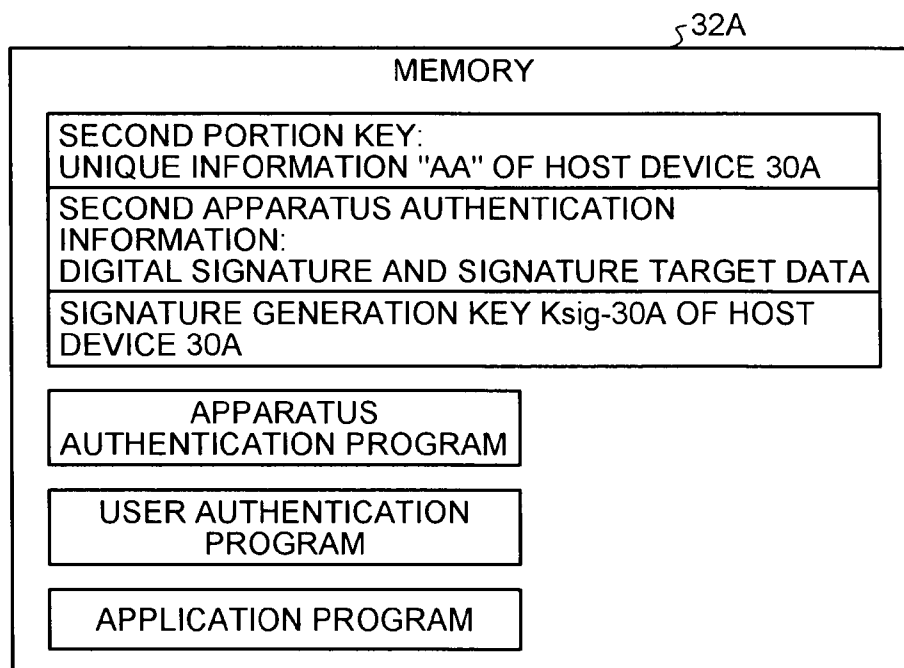 32A
MEMORY
SECOND PORTION KEY:
UNIQUE INFORMATION "AA" OF HOST DEVICE 30A
SECOND APPARATUS AUTHENTICATION
INFORMATION:
DIGITAL SIGNATURE AND SIGNATURE TARGET DATA
SIGNATURE GENERATION KEY Ksig-30A OF HOST
DEVICE 30A
APPARATUS
AUTHENTICATION PROGRAM
USER AUTHENTICATION
PROGRAM
APPLICATION PROGRAM